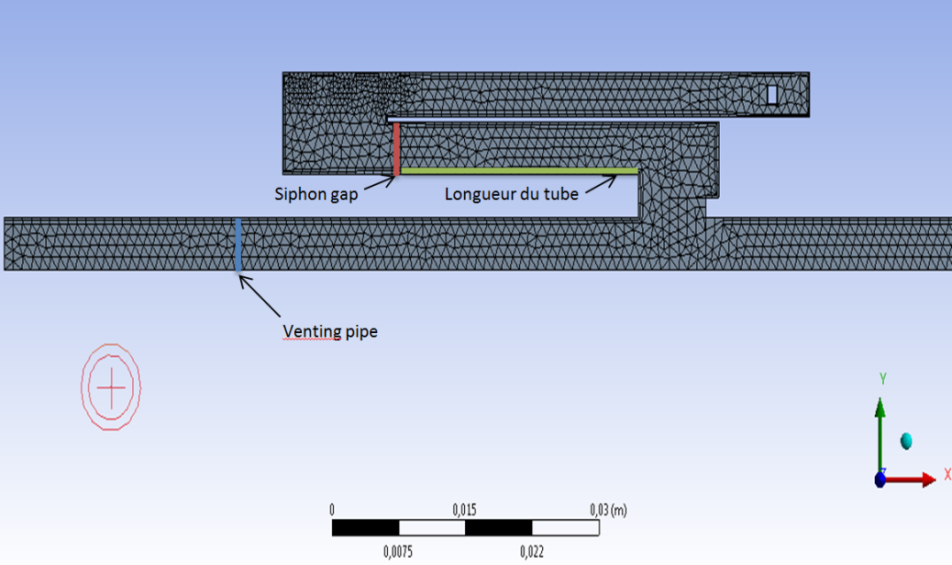 Siphon gap
Longueur du tube
Venting pipe
Y
X
0
0,015
0,03 (m)
0,0075
0,022